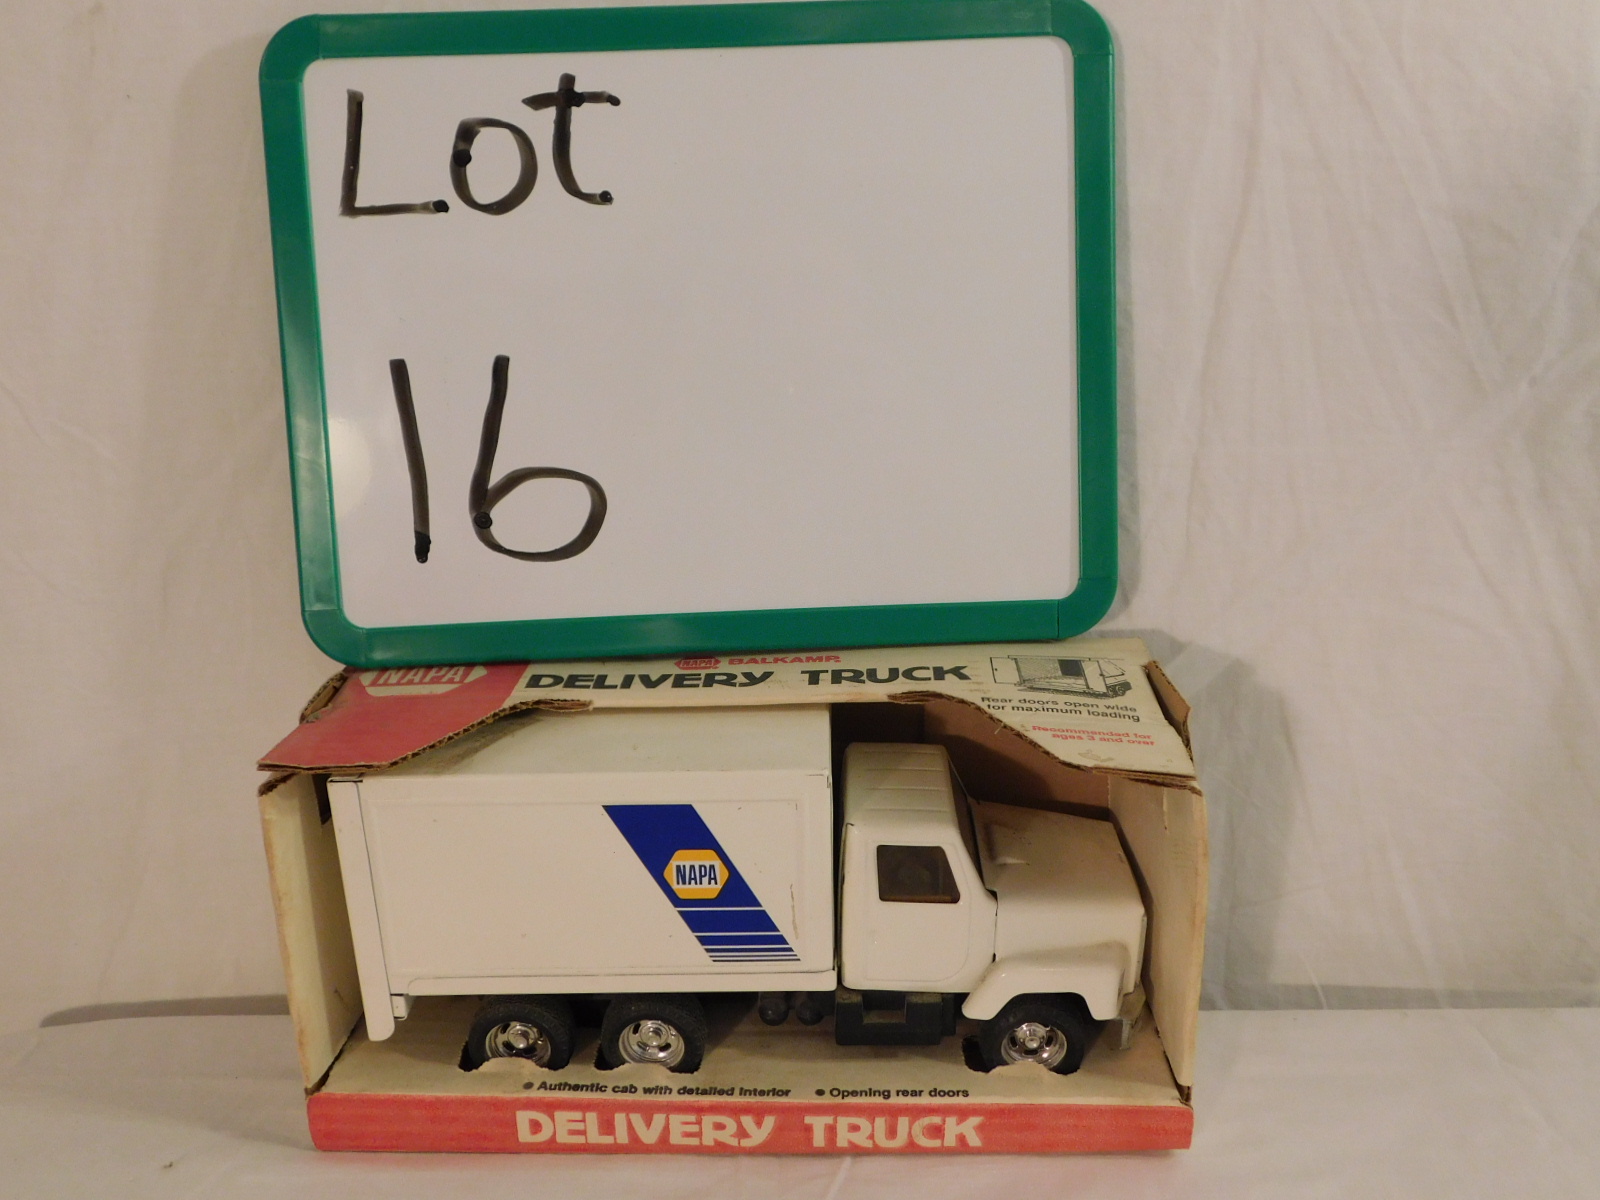 Lot
16
NAPA
NAPA BALKAMP
DELIVERY TRUCK
Rear doors open wide
for maximum loading
Recommended for
ages 3 and over
NAPA
• Authentic cab with detailed interior • Opening rear doors
DELIVERY TRUCK